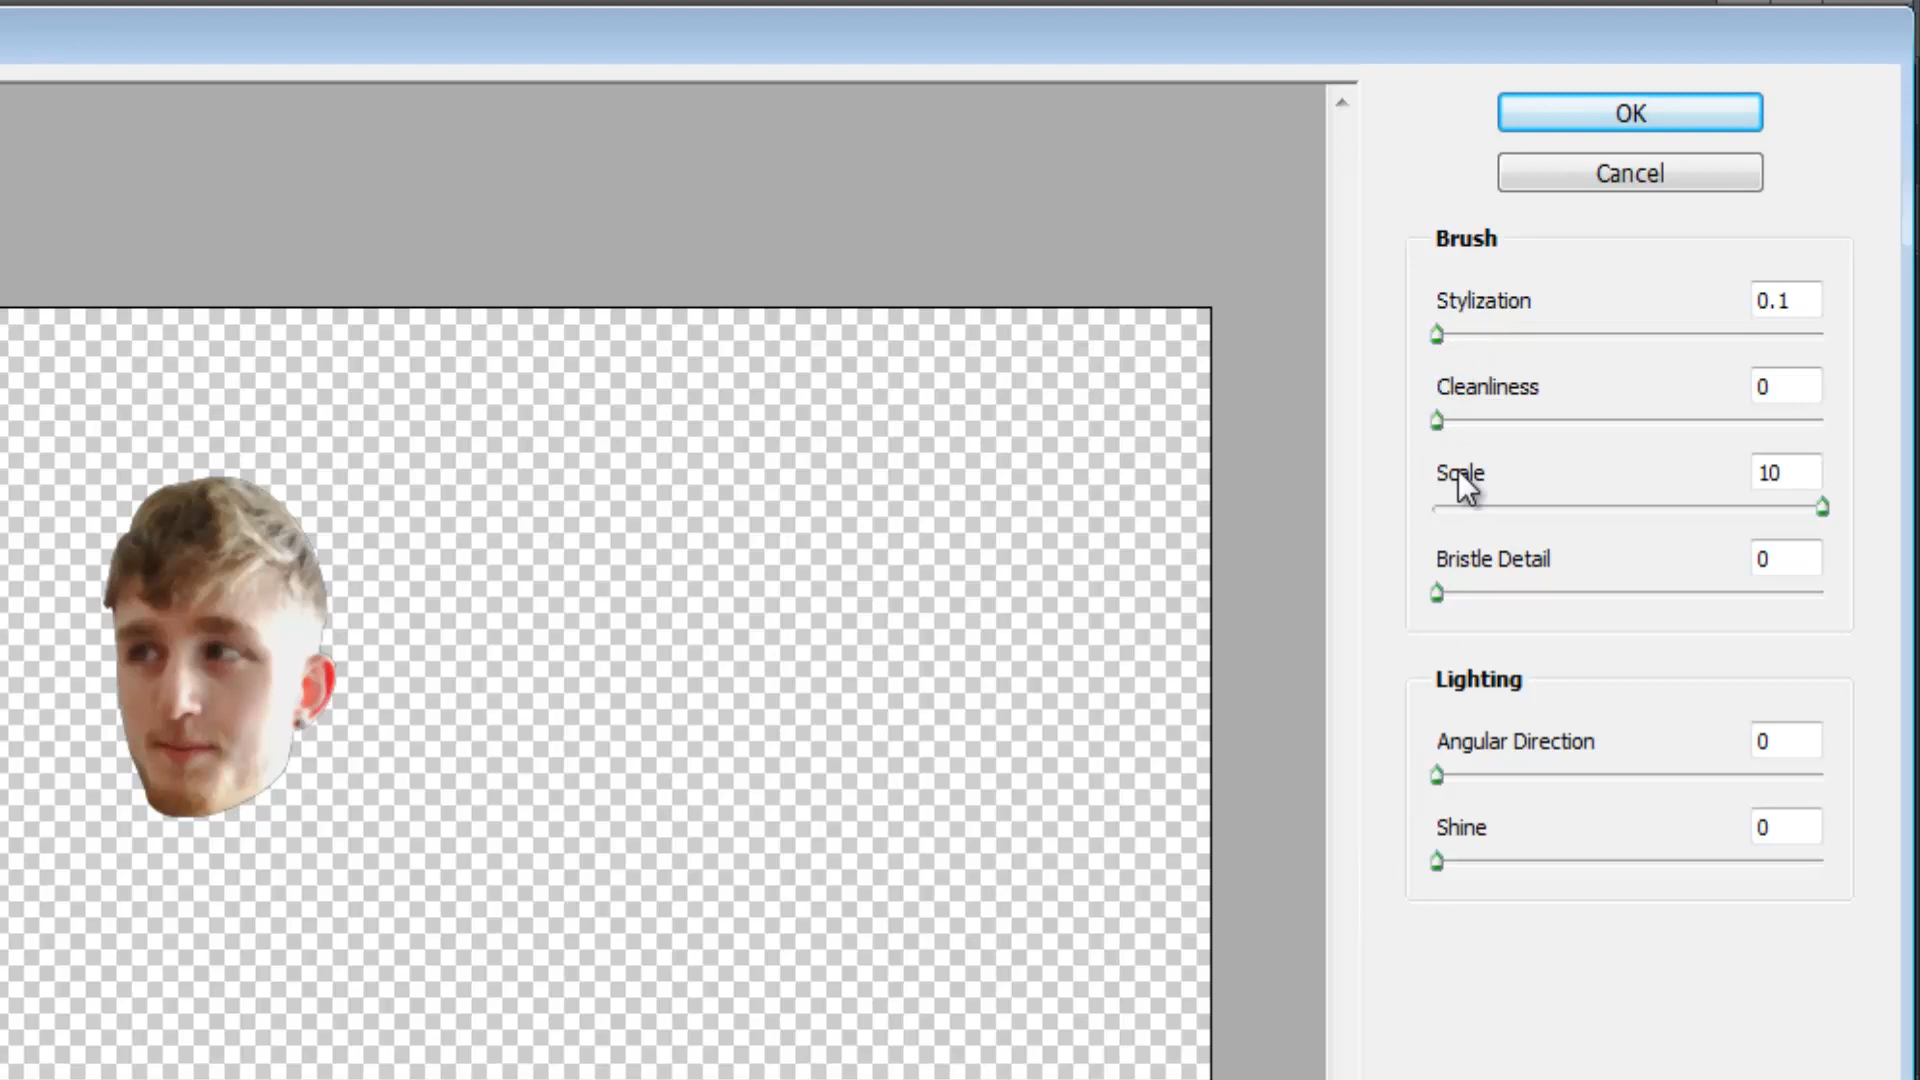 OK
Cancel
Brush
Stylization 0.1
Cleanliness 0
Scale 10
Bristle Detail 0
Lighting
Angular Direction 0
Shine 0